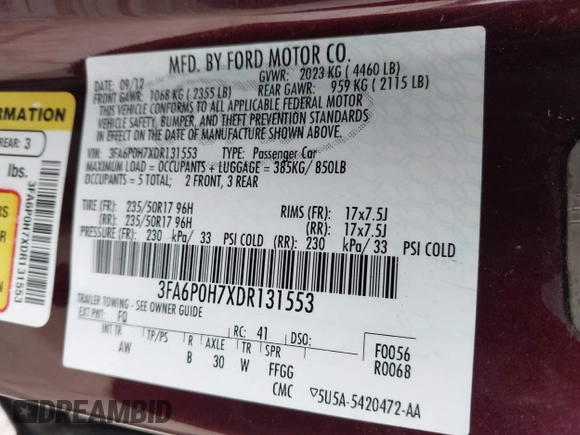 MFD. BY FORD MOTOR CO.
DATE: 09/12 GVWR: 2023 KG (4460 LB)
FRONT GAWR: 1068 KG (2355 LB) REAR GAWR: 959 KG (2115 LB)
THIS VEHICLE CONFORMS TO ALL APPLICABLE FEDERAL MOTOR
VEHICLE SAFETY, BUMPER, AND THEFT PREVENTION STANDARDS
IN EFFECT ON THE DATE OF MANUFACTURE SHOWN ABOVE.
VIN: 3FA6P0H7XDR131553 TYPE: Passenger Car
MAXIMUM LOAD = OCCUPANTS + LUGGAGE = 385KG/ 850LB
OCCUPANTS = 5 TOTAL; 2 FRONT, 3 REAR
TIRE (FR): 235/50R17 96H RIMS (FR): 17x7.5J
(RR): 235/50R17 96H (RR): 17x7.5J
PRESSURE (FR): 230 kPa/ 33 PSI COLD (RR): 230 kPa/ 33 PSI COLD
3FA6P0H7XDR131553
TRAILER TOWING - SEE OWNER GUIDE
EXT PNT: FQ RC: 41 DSO: F0056
INT TR TP/PS R AXLE TR SPR R0068
AW B 30 W FFGG
CMC 5U5A-5420472-AA
RMATION
REAR: 3
lbs.
3FA6P0H7XDR131553
DREAMBID